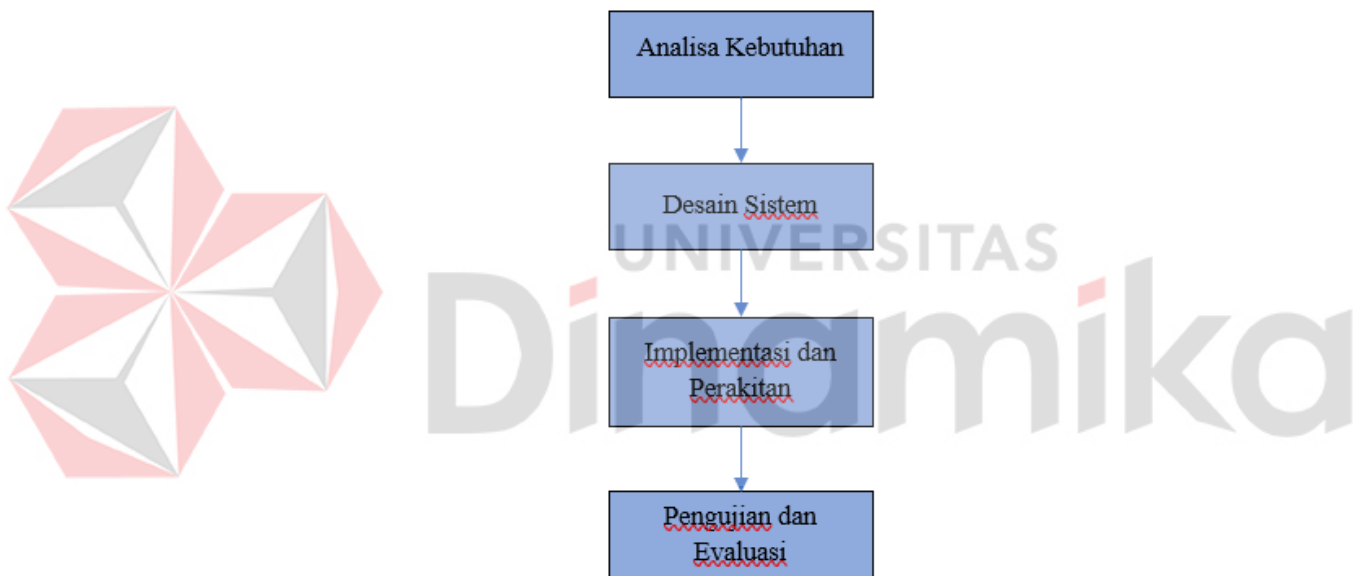 Analisa Kebutuhan
Desain Sistem
UNIVERSITAS
Dinamika
Implementasi dan
Perakitan
Pengujian dan
Evaluasi